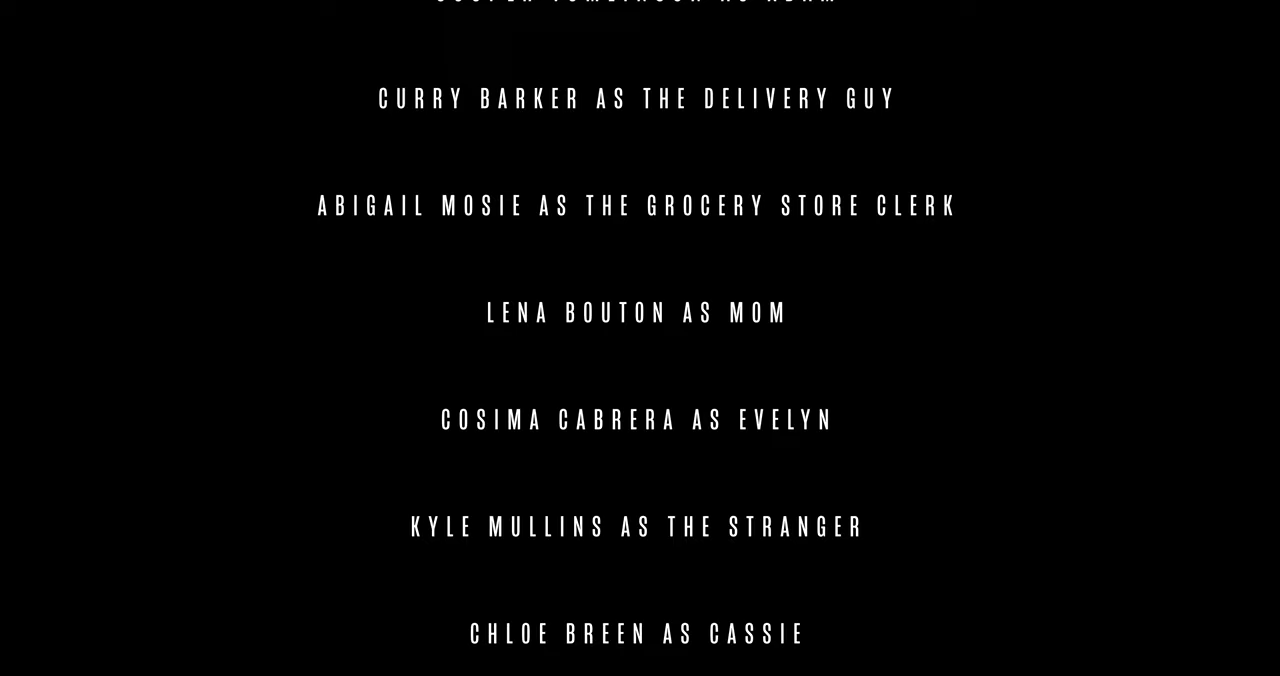 CURRY BARKER AS THE DELIVERY GUY
ABIGAIL MOSIE AS THE GROCERY STORE CLERK
LENA BOUTON AS MOM
COSIMA CABRERA AS EVELYN
KYLE MULLINS AS THE STRANGER
CHLOE BREEN AS CASSIE